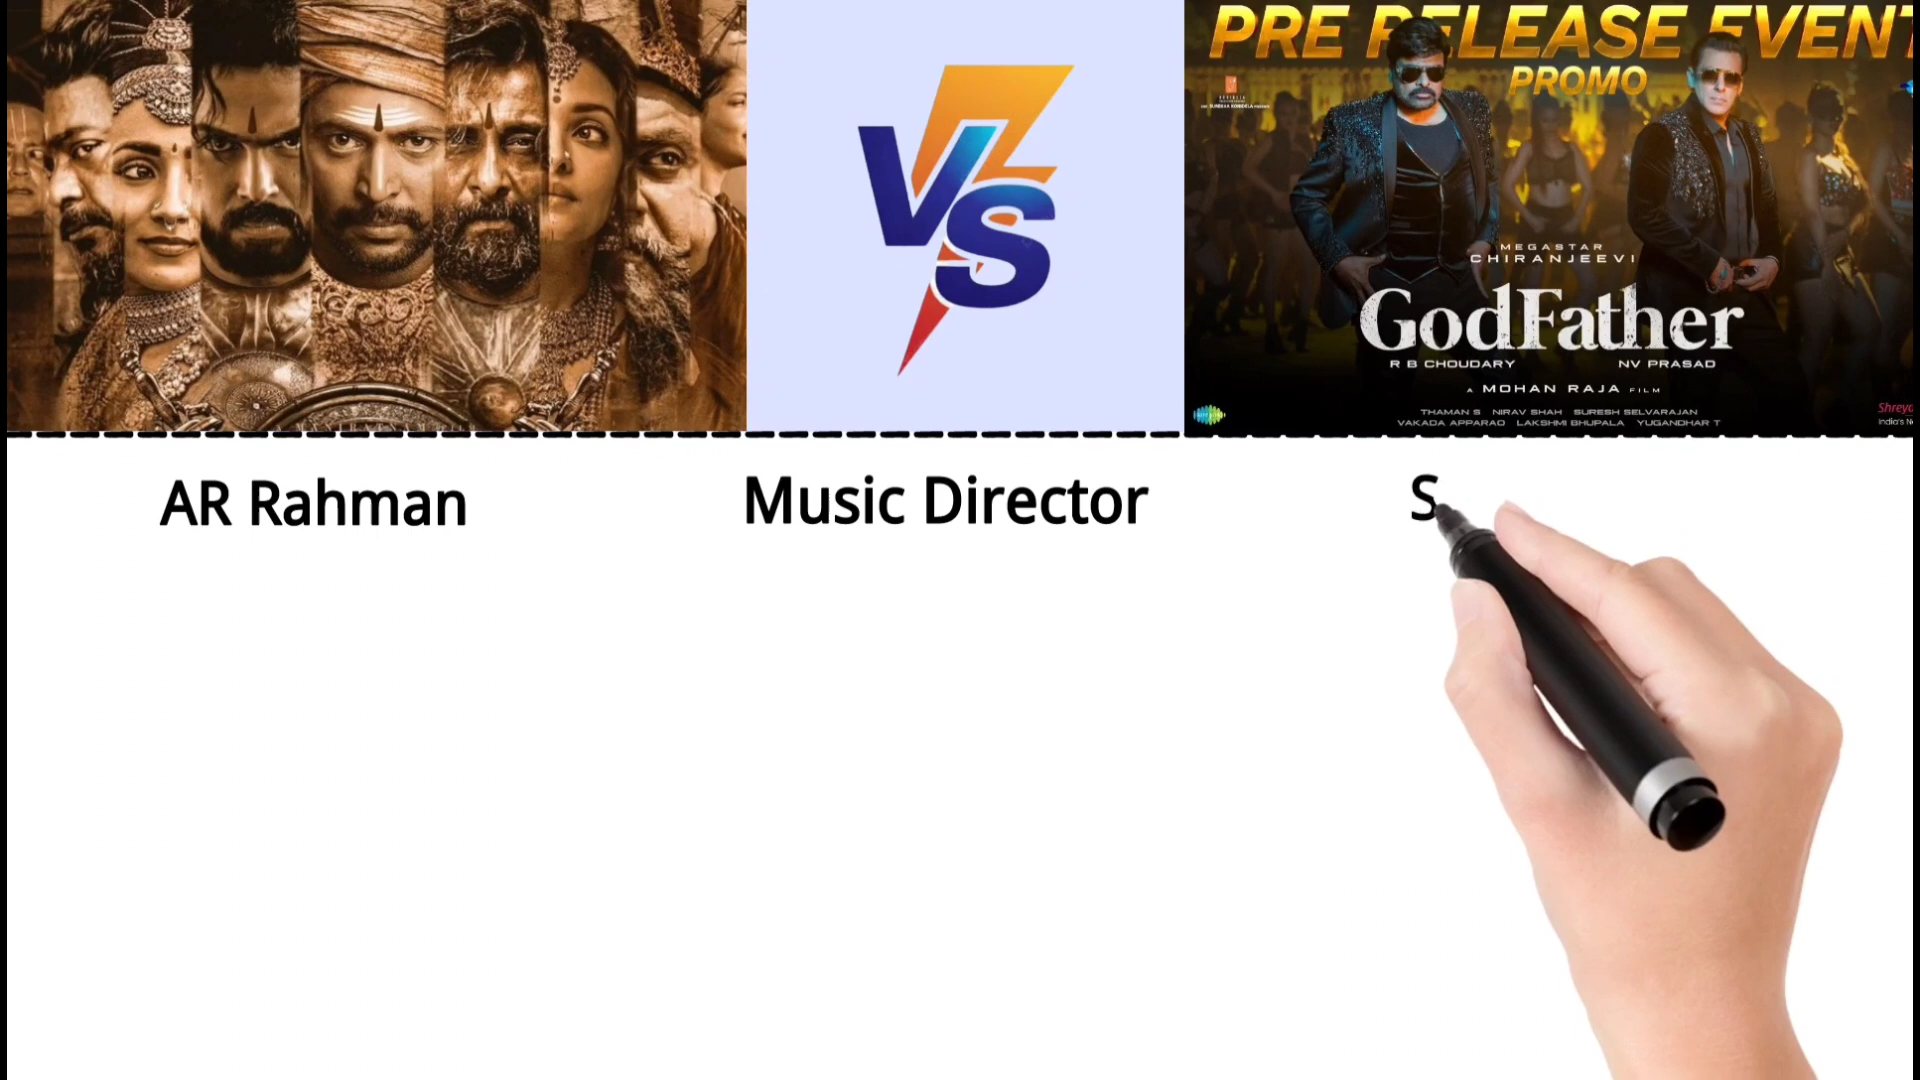 VS
PRE RELEASE EVENT
PROMO
MEGASTAR
CHIRANJEEVI
GodFather
R B CHOUDARY NV PRASAD
A MOHAN RAJA FILM
THAMAN S NIRAV SHAH SURESH SELVARAJAN
VAKADA APPARAO LAKSHMI BHUPALA YUGANDHAR T
AR Rahman
Music Director
S